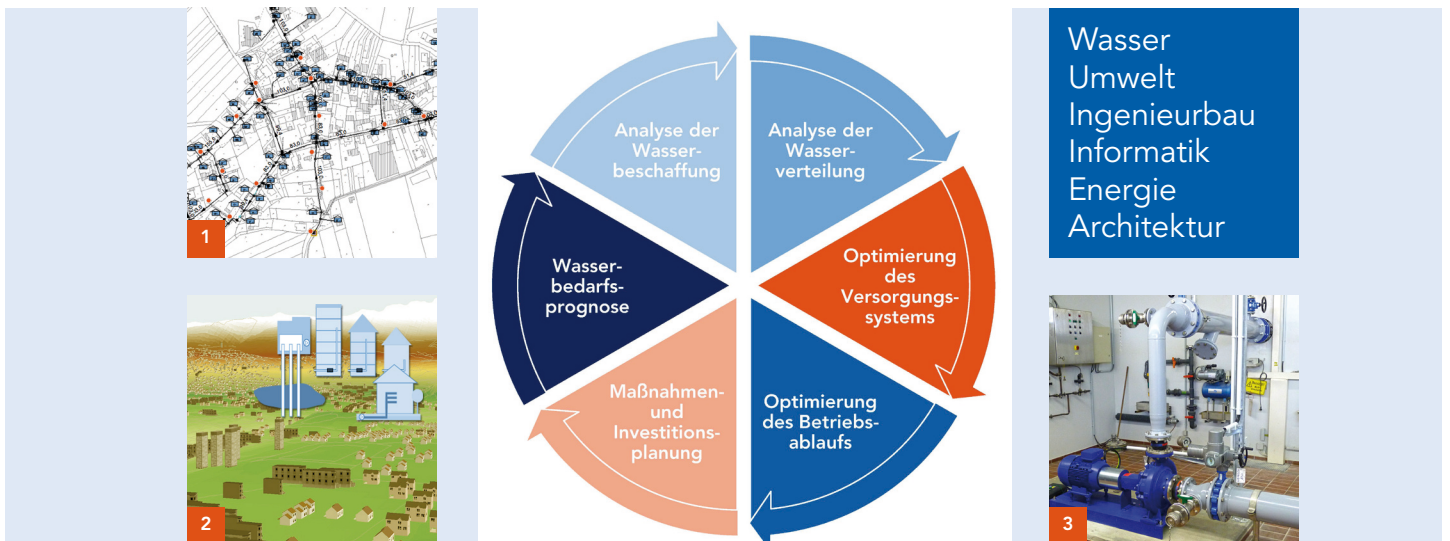 1
2
Analyse der
Wasser-
beschaffung
Analyse der
Wasser-
verteilung
Optimierung
des
Versorgungs-
systems
Optimierung
des Betriebs-
ablaufs
Maßnahmen-
und
Investitions-
planung
Wasser-
bedarfs-
prognose
Wasser
Umwelt
Ingenieurbau
Informatik
Energie
Architektur
3